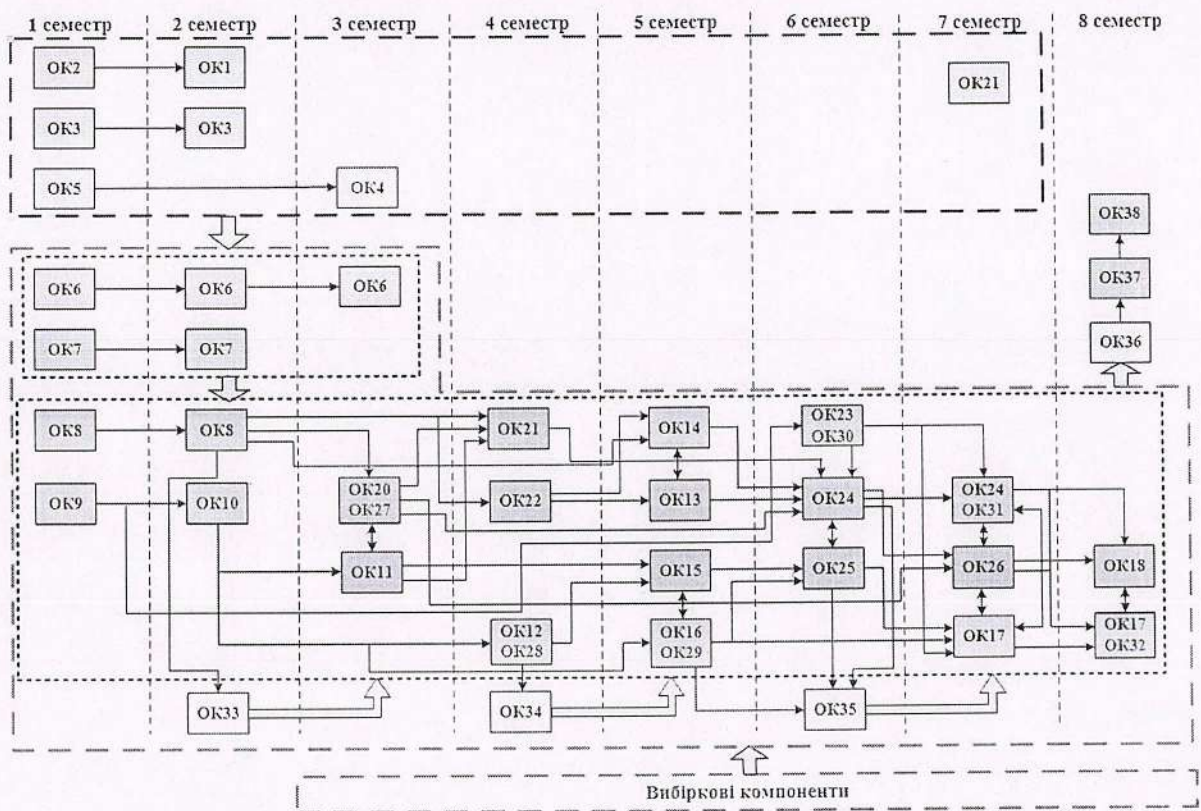 1 семестр
2 семестр
3 семестр
4 семестр
5 семестр
6 семестр
7 семестр
8 семестр
ОК2
ОК1
ОК21
ОК3
ОК3
ОК5
ОК4
ОК38
ОК6
ОК6
ОК6
ОК37
ОК7
ОК7
ОК36
ОК8
ОК8
ОК21
ОК14
ОК23
ОК30
ОК9
ОК10
ОК20
ОК27
ОК22
ОК13
ОК24
ОК24
ОК31
ОК11
ОК15
ОК25
ОК26
ОК18
ОК12
ОК28
ОК16
ОК29
ОК17
ОК17
ОК32
ОК33
ОК34
ОК35
Вибіркові компоненти